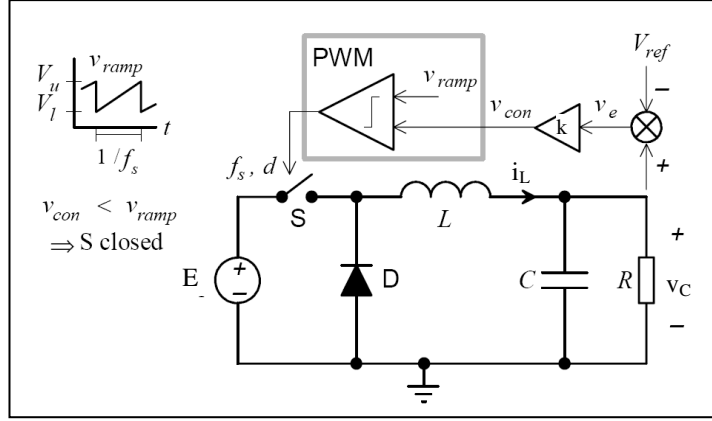 PWM
V_ref
v_ramp
V_u
V_l
t
1/f_s
v_ramp
v_con
k
v_e
−
+
f_s, d
v_con < v_ramp
⇒ S closed
S
i_L
L
E
+
−
-
D
C
R
+
v_C
−